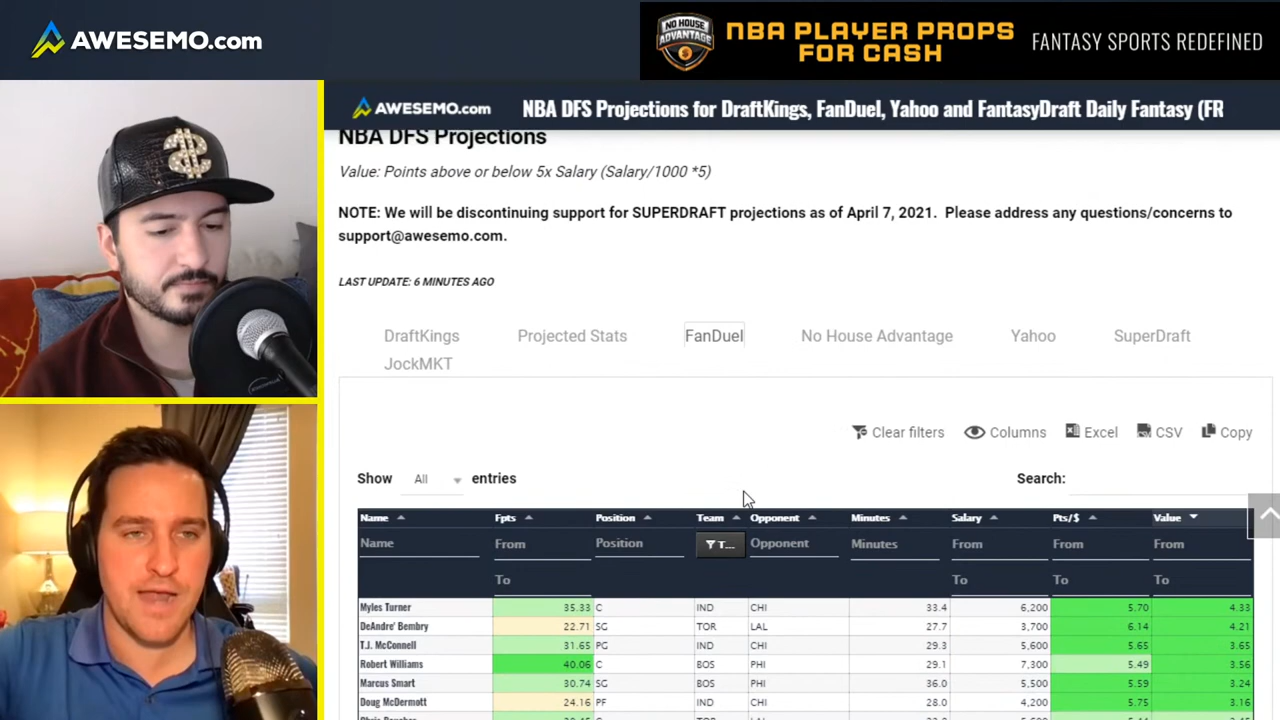 AWESEMO.com
NO HOUSE
ADVANTAGE
NBA PLAYER PROPS
FOR CASH
FANTASY SPORTS REDEFINED
AWESEMO.com
NBA DFS Projections for DraftKings, FanDuel, Yahoo and FantasyDraft Daily Fantasy (FR
NBA DFS Projections
Value: Points above or below 5x Salary (Salary/1000 *5)
NOTE: We will be discontinuing support for SUPERDRAFT projections as of April 7, 2021. Please address any questions/concerns to
support@awesemo.com.
LAST UPDATE: 6 MINUTES AGO
DraftKings Projected Stats FanDuel No House Advantage Yahoo SuperDraft
JockMKT
Clear filters Columns Excel CSV Copy
Show All entries Search:
Name Fpts Position Team Opponent Minutes Salary Pts/$ Value
Name From Position T... Opponent Minutes From From From
To To To To
Myles Turner 35.33 C IND CHI 33.4 6,200 5.70 4.33
DeAndre' Bembry 22.71 SG TOR LAL 27.7 3,700 6.14 4.21
T.J. McConnell 31.65 PG IND CHI 29.3 5,600 5.65 3.65
Robert Williams 40.06 C BOS PHI 29.1 7,300 5.49 3.56
Marcus Smart 30.74 SG BOS PHI 36.0 5,500 5.59 3.24
Doug McDermott 24.16 PF IND CHI 28.0 4,200 5.75 3.16